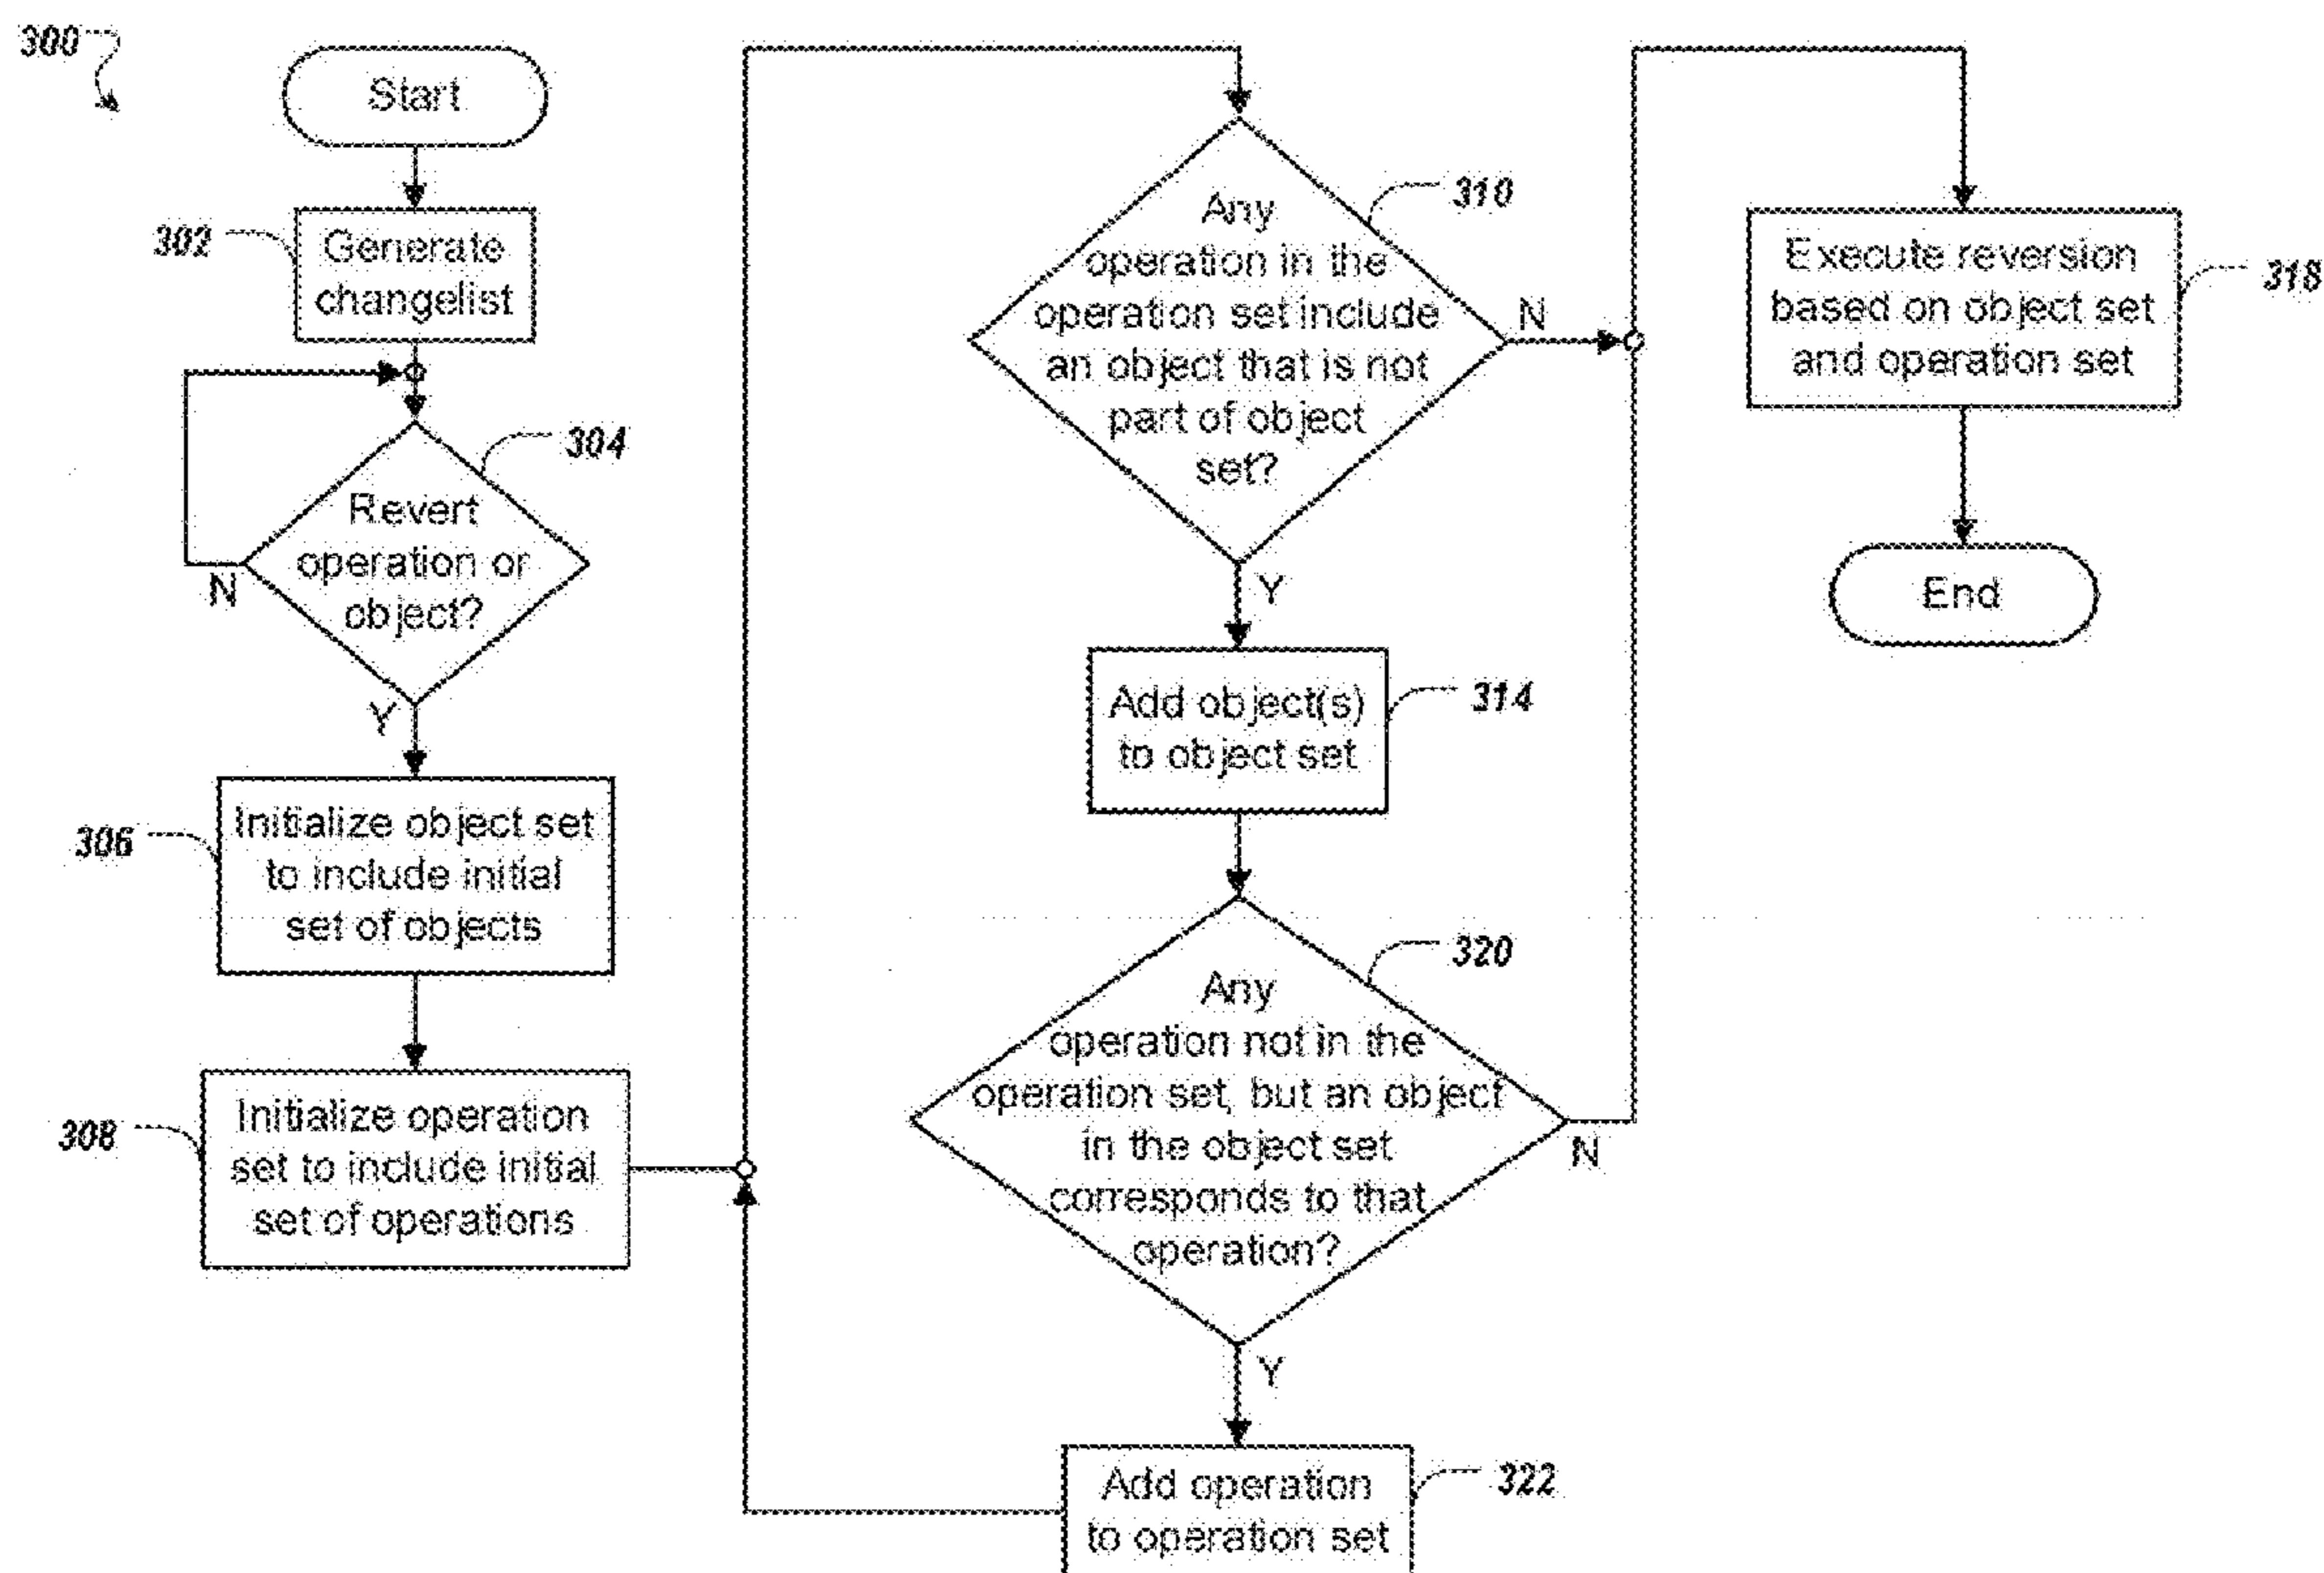 300
Start
302
Generate
changelist
304
Revert
operation or
object?
N
Y
306
Initialize object set
to include initial
set of objects
308
Initialize operation
set to include initial
set of operations
310
Any
operation in the
operation set include
an object that is not
part of object
set?
N
Y
314
Add object(s)
to object set
320
Any
operation not in the
operation set, but an object
in the object set
corresponds to that
operation?
N
Y
322
Add operation
to operation set
318
Execute reversion
based on object set
and operation set
End